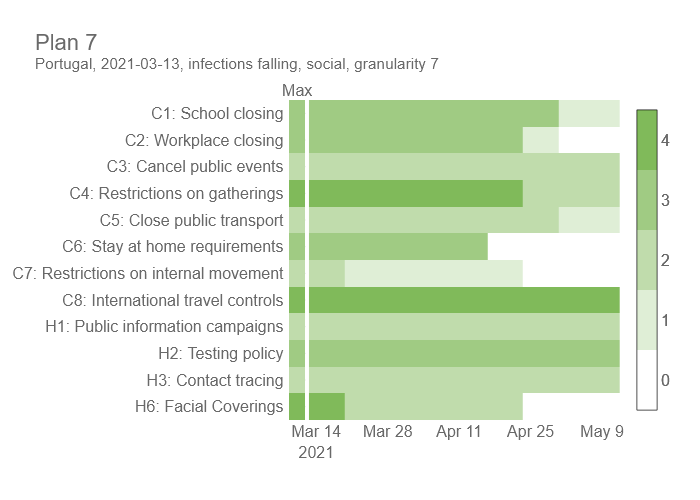 Plan 7
Portugal, 2021-03-13, infections falling, social, granularity 7
Max
C1: School closing
C2: Workplace closing
C3: Cancel public events
C4: Restrictions on gatherings
C5: Close public transport
C6: Stay at home requirements
C7: Restrictions on internal movement
C8: International travel controls
H1: Public information campaigns
H2: Testing policy
H3: Contact tracing
H6: Facial Coverings
Mar 14 Mar 28 Apr 11 Apr 25 May 9
2021
4
3
2
1
0